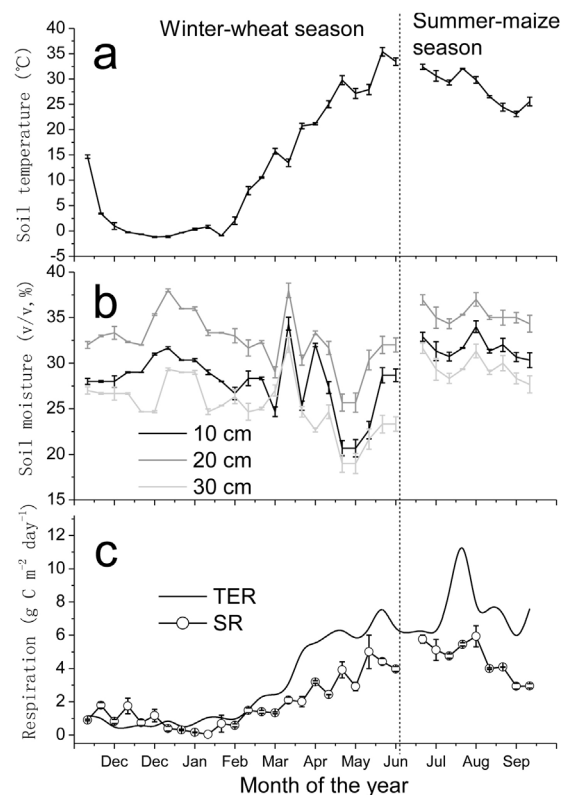 a
Winter-wheat season
Summer-maize
season
Soil temperature (℃)
40
35
30
25
20
15
10
5
0
-5
b
Soil moisture (v/v,%)
40
35
30
25
20
15
10 cm
20 cm
30 cm
c
Respiration (g C m⁻² day⁻¹)
12
10
8
6
4
2
0
TER
SR
Dec Dec Jan Feb Mar Apr May Jun Jul Aug Sep
Month of the year